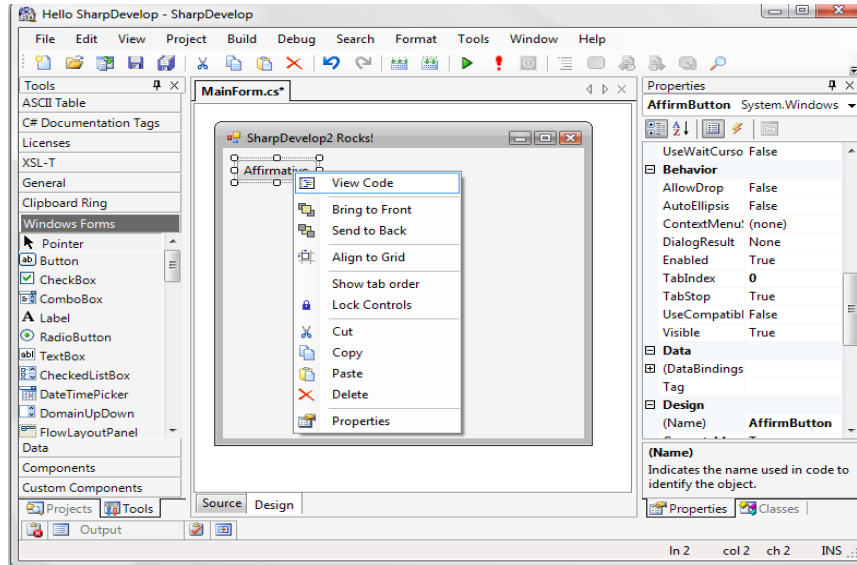 Hello SharpDevelop - SharpDevelop
File Edit View Project Build Debug Search Format Tools Window Help
Tools
ASCII Table
C# Documentation Tags
Licenses
XSL-T
General
Clipboard Ring
Windows Forms
Pointer
Button
CheckBox
ComboBox
A Label
RadioButton
TextBox
CheckedListBox
DateTimePicker
DomainUpDown
FlowLayoutPanel
Data
Components
Custom Components
Projects Tools
Output
MainForm.cs*
SharpDevelop2 Rocks!
View Code
Bring to Front
Send to Back
Align to Grid
Show tab order
Lock Controls
Cut
Copy
Paste
Delete
Properties
Source Design
Properties
AffirmButton System.Windows
UseWaitCurso False
Behavior
AllowDrop False
AutoEllipsis False
ContextMenu! (none)
DialogResult None
Enabled True
TabIndex 0
TabStop True
UseCompatibl False
Visible True
Data
(DataBindings
Tag
Design
(Name) AffirmButton
(Name)
Indicates the name used in code to
identify the object.
Properties Classes
ln 2 col 2 ch 2 INS